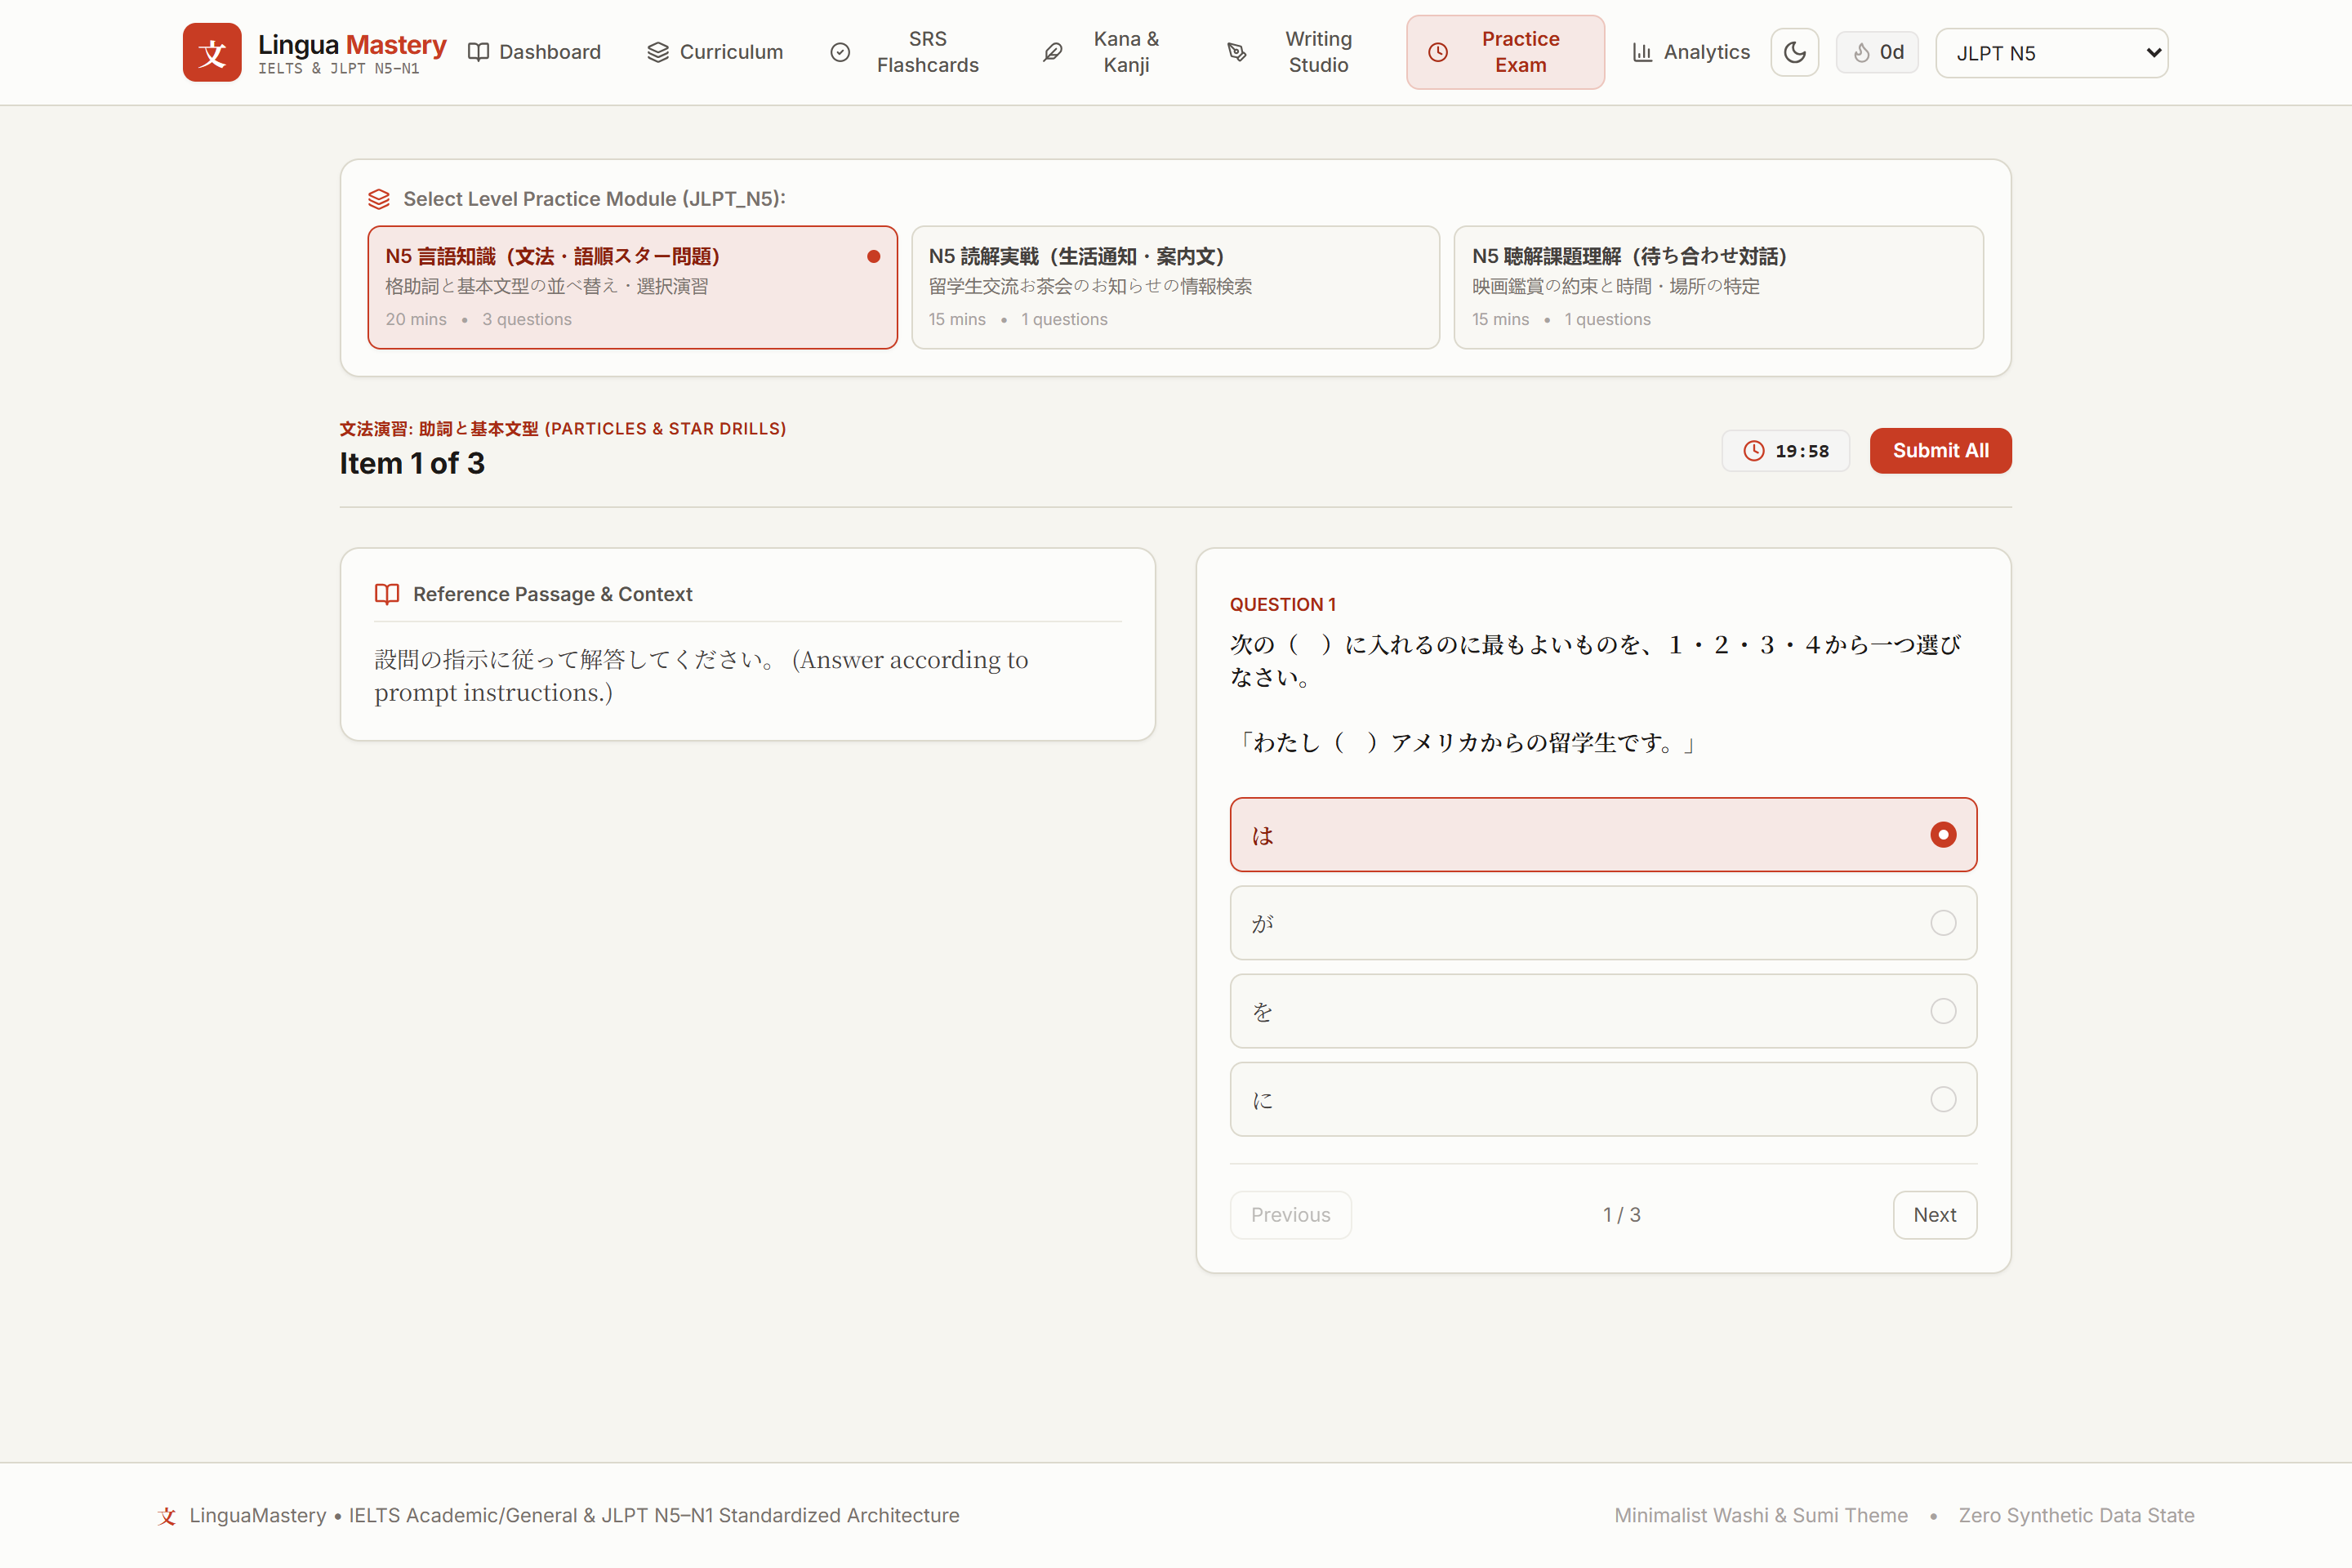 文
Lingua Mastery
IELTS & JLPT N5–N1
Dashboard
Curriculum
SRS
Flashcards
Kana &
Kanji
Writing
Studio
Practice
Exam
Analytics
0d
JLPT N5
Select Level Practice Module (JLPT_N5):
N5 言語知識（文法・語順スター問題）
格助詞と基本文型の並べ替え・選択演習
20 mins • 3 questions
N5 読解実戦（生活通知・案内文）
留学生交流お茶会のお知らせの情報検索
15 mins • 1 questions
N5 聴解課題理解（待ち合わせ対話）
映画鑑賞の約束と時間・場所の特定
15 mins • 1 questions
文法演習: 助詞と基本文型 (PARTICLES & STAR DRILLS)
Item 1 of 3
19:58
Submit All
Reference Passage & Context
設問の指示に従って解答してください。 (Answer according to
prompt instructions.)
QUESTION 1
次の（　）に入れるのに最もよいものを、１・２・３・４から一つ選び
なさい。
「わたし（　）アメリカからの留学生です。」
は
が
を
に
Previous
1 / 3
Next
文 LinguaMastery • IELTS Academic/General & JLPT N5–N1 Standardized Architecture
Minimalist Washi & Sumi Theme • Zero Synthetic Data State